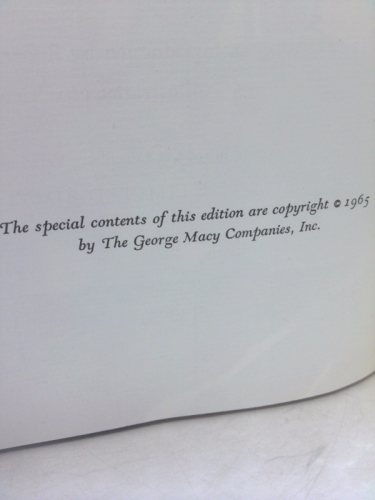 The special contents of this edition are copyright © 1965
by The George Macy Companies, Inc.